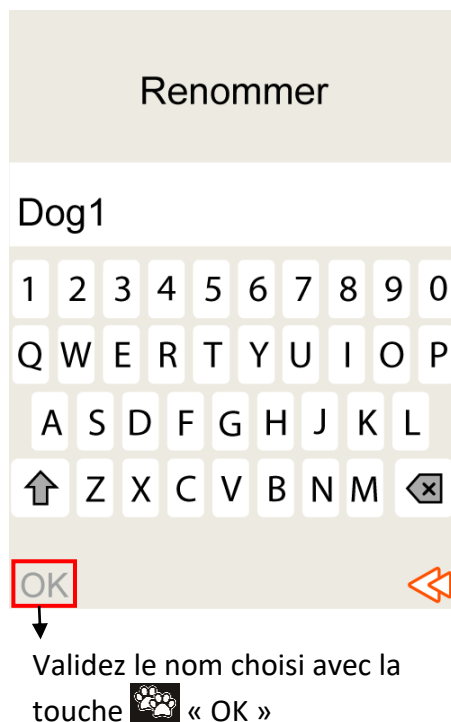 Renommer
Dog1
1 2 3 4 5 6 7 8 9 0
Q W E R T Y U I O P
A S D F G H J K L
Z X C V B N M
OK
Validez le nom choisi avec la
touche « OK »